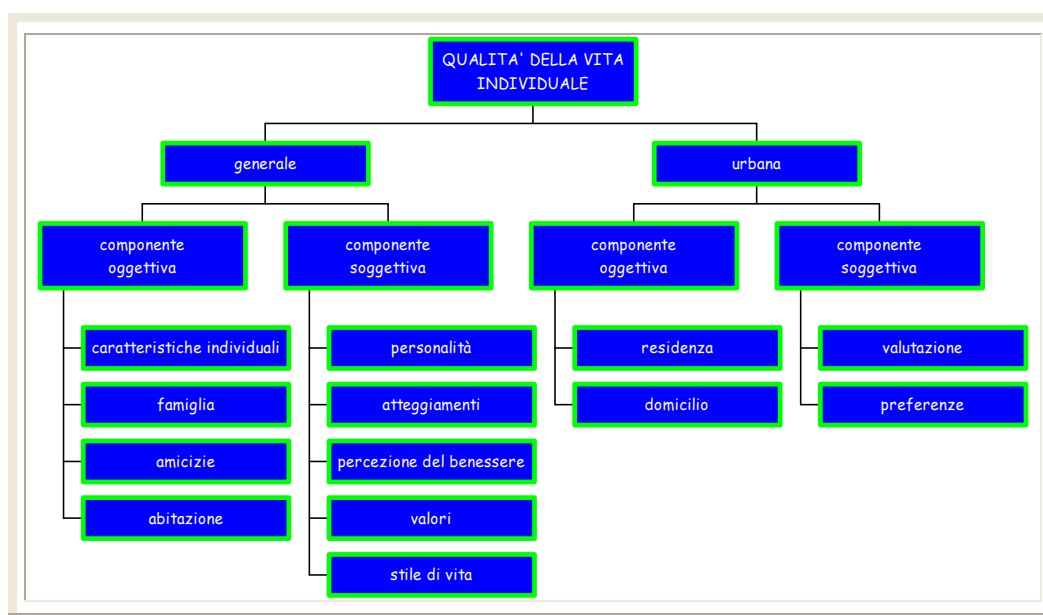 QUALITA' DELLA VITA
INDIVIDUALE
generale
urbana
componente
oggettiva
componente
soggettiva
componente
oggettiva
componente
soggettiva
caratteristiche individuali
personalità
residenza
valutazione
famiglia
atteggiamenti
domicilio
preferenze
amicizie
percezione del benessere
abitazione
valori
stile di vita